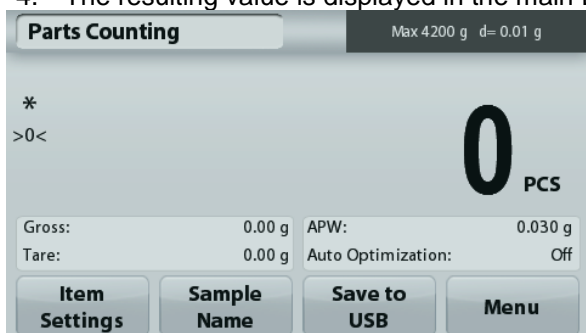 4. The resulting value is displayed in the main
Parts Counting Max 4200 g d= 0.01 g
*
>0<
0 PCS
Gross: 0.00 g APW: 0.030 g
Tare: 0.00 g Auto Optimization: Off
Item Settings Sample Name Save to USB Menu